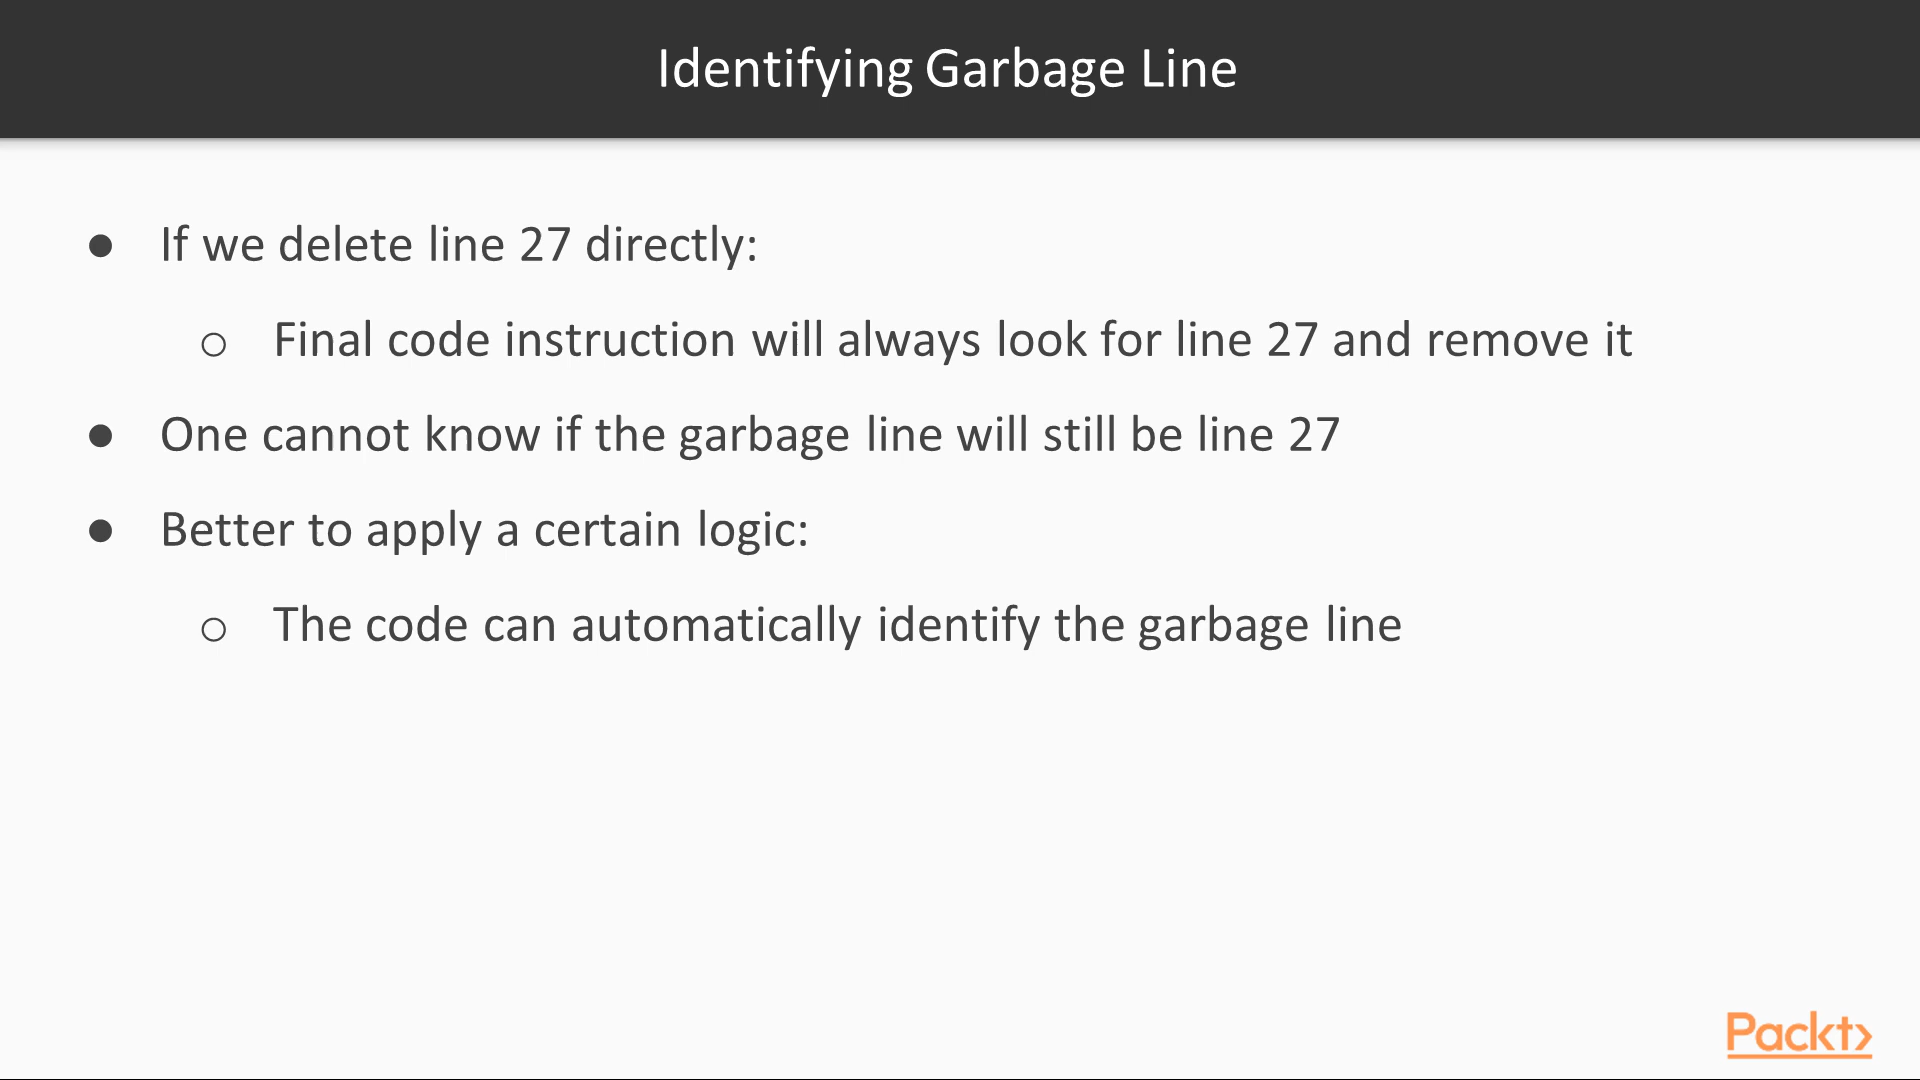 Identifying Garbage Line
● If we delete line 27 directly:
○ Final code instruction will always look for line 27 and remove it
● One cannot know if the garbage line will still be line 27
● Better to apply a certain logic:
○ The code can automatically identify the garbage line
Packt>